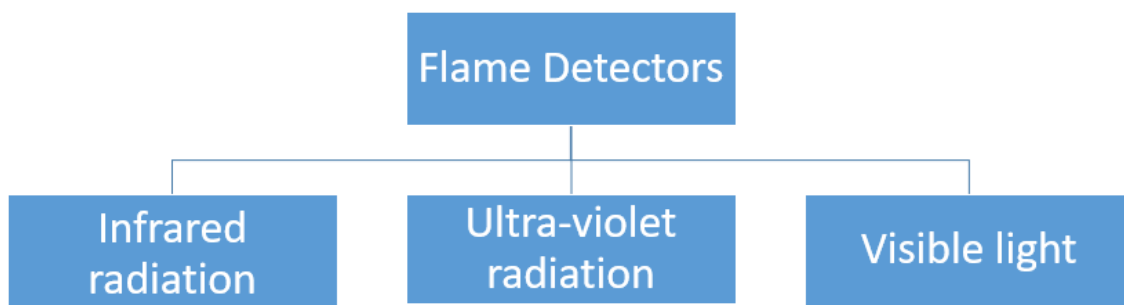 Flame Detectors
Infrared
radiation
Ultra-violet
radiation
Visible light